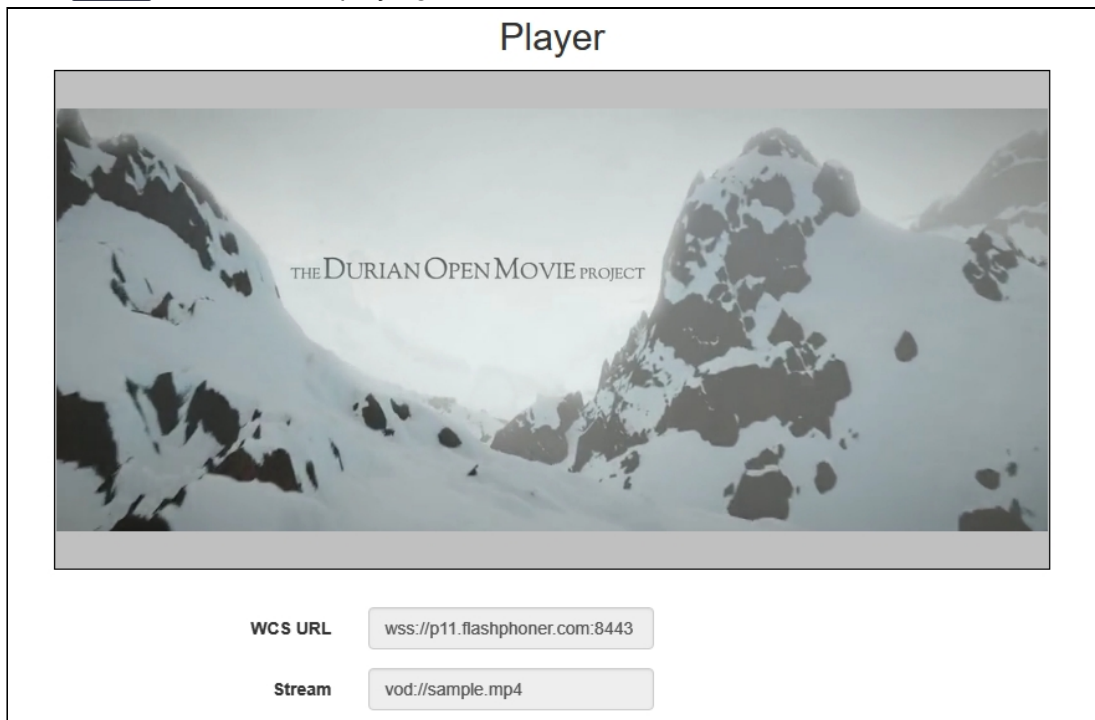 Player
THE DURIAN OPEN MOVIE PROJECT
WCS URL wss://p11.flashphoner.com:8443
Stream vod://sample.mp4